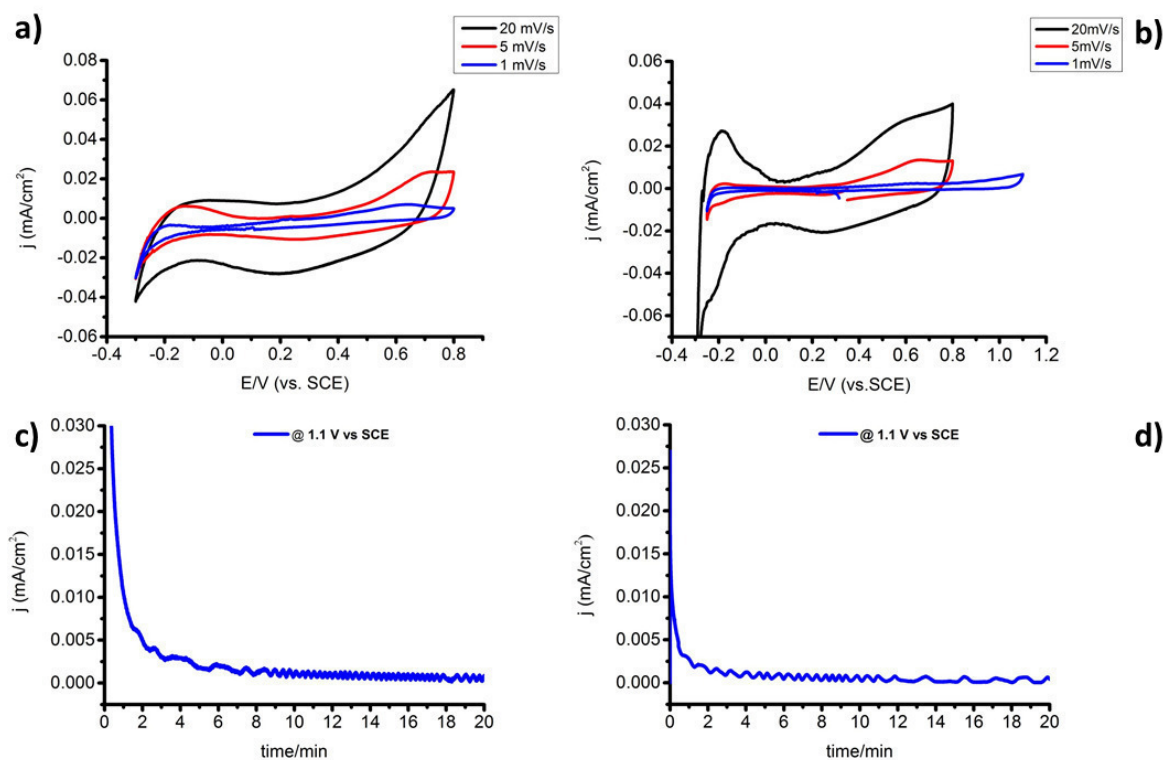 a)
20 mV/s
5 mV/s
1 mV/s
j (mA/cm²)
0.08
0.06
0.04
0.02
0.00
-0.02
-0.04
-0.06
-0.4 -0.2 0.0 0.2 0.4 0.6 0.8
E/V (vs. SCE)
b)
20mV/s
5mV/s
1mV/s
j (mA/cm²)
0.06
0.04
0.02
0.00
-0.02
-0.04
-0.06
-0.4 -0.2 0.0 0.2 0.4 0.6 0.8 1.0 1.2
E/V (vs.SCE)
c)
@ 1.1 V vs SCE
j (mA/cm²)
0.030
0.025
0.020
0.015
0.010
0.005
0.000
0 2 4 6 8 10 12 14 16 18 20
time/min
d)
@ 1.1 V vs SCE
j (mA/cm²)
0.030
0.025
0.020
0.015
0.010
0.005
0.000
0 2 4 6 8 10 12 14 16 18 20
time/min